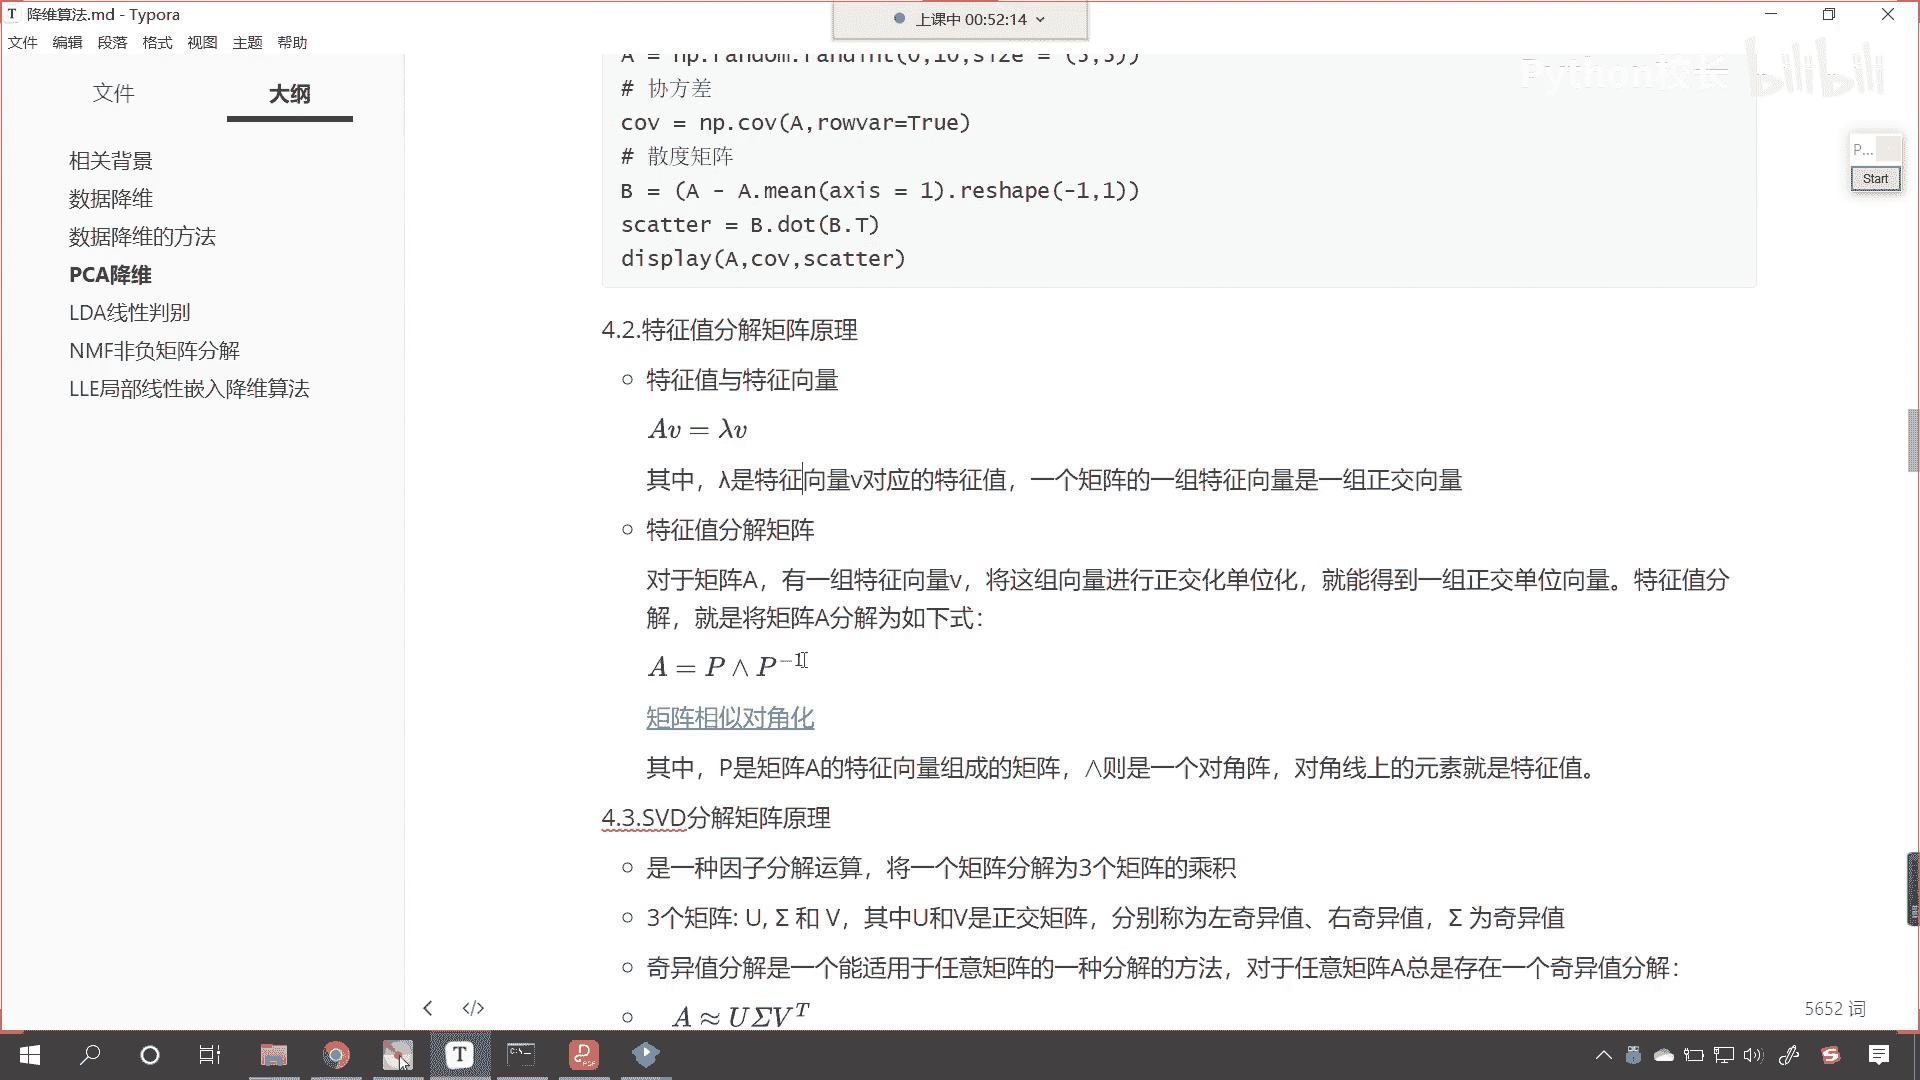 降维算法.md - Typora
上课中 00:52:14
文件 编辑 段落 格式 视图 主题 帮助
文件 大纲
相关背景
数据降维
数据降维的方法
PCA降维
LDA线性判别
NMF非负矩阵分解
LLE局部线性嵌入降维算法
Python校长 bilibili
P...
Start
A = np.random.randint(0,10,size = (3,3))
# 协方差
cov = np.cov(A,rowvar=True)
# 散度矩阵
B = (A - A.mean(axis = 1).reshape(-1,1))
scatter = B.dot(B.T)
display(A,cov,scatter)
4.2.特征值分解矩阵原理
特征值与特征向量
Av = λv
其中，λ是特征向量v对应的特征值，一个矩阵的一组特征向量是一组正交向量
特征值分解矩阵
对于矩阵A，有一组特征向量v，将这组向量进行正交化单位化，就能得到一组正交单位向量。特征值分
解，就是将矩阵A分解为如下式：
A = P ∧ P⁻¹
矩阵相似对角化
其中，P是矩阵A的特征向量组成的矩阵，∧则是一个对角阵，对角线上的元素就是特征值。
4.3.SVD分解矩阵原理
是一种因子分解运算，将一个矩阵分解为3个矩阵的乘积
3个矩阵: U, Σ 和 V，其中U和V是正交矩阵，分别称为左奇异值、右奇异值，Σ 为奇异值
奇异值分解是一个能适用于任意矩阵的一种分解的方法，对于任意矩阵A总是存在一个奇异值分解：
A ≈ UΣVᵀ
5652 词